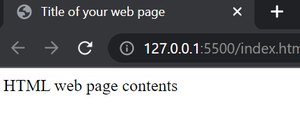 Title of your web page
127.0.0.1:5500/index.htm
HTML web page contents